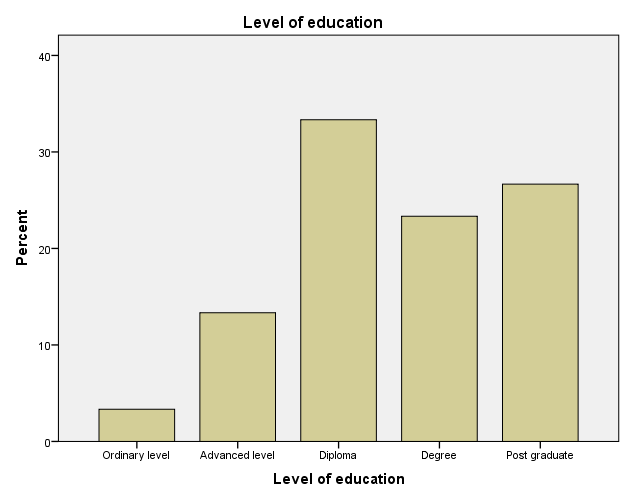 Level of education
40
30
20
10
0
Percent
Ordinary level
Advanced level
Diploma
Degree
Post graduate
Level of education